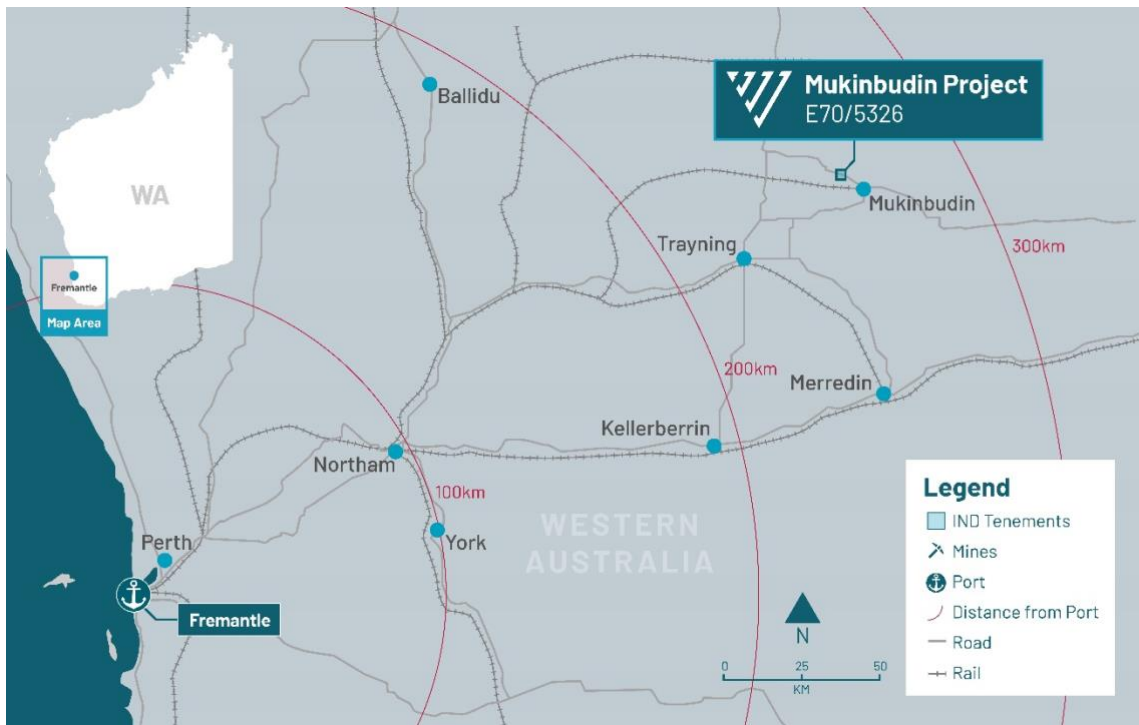 Mukinbudin Project
E70/5326
Ballidu
WA
Mukinbudin
Trayning
300km
Fremantle
Map Area
200km
Merredin
Kellerberrin
Northam
100km
York
WESTERN
AUSTRALIA
Perth
Fremantle
N
0 25 50
KM
Legend
IND Tenements
Mines
Port
Distance from Port
Road
Rail